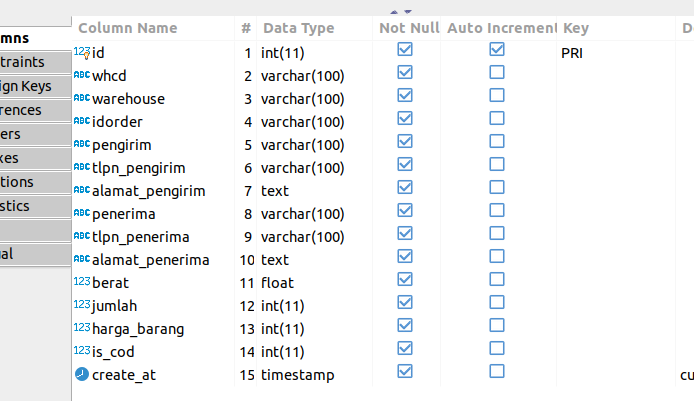 Column Name # Data Type Not Null Auto Increment Key
mns
123 id 1 int(11) PRI
traints
ABC whcd 2 varchar(100)
ign Keys
ABC warehouse 3 varchar(100)
rences
ABC idorder 4 varchar(100)
ers
ABC pengirim 5 varchar(100)
xes
ABC tlpn_pengirim 6 varchar(100)
tions
ABC alamat_pengirim 7 text
stics
ABC penerima 8 varchar(100)
ABC tlpn_penerima 9 varchar(100)
ual
ABC alamat_penerima 10 text
123 berat 11 float
123 jumlah 12 int(11)
123 harga_barang 13 int(11)
123 is_cod 14 int(11)
create_at 15 timestamp cu